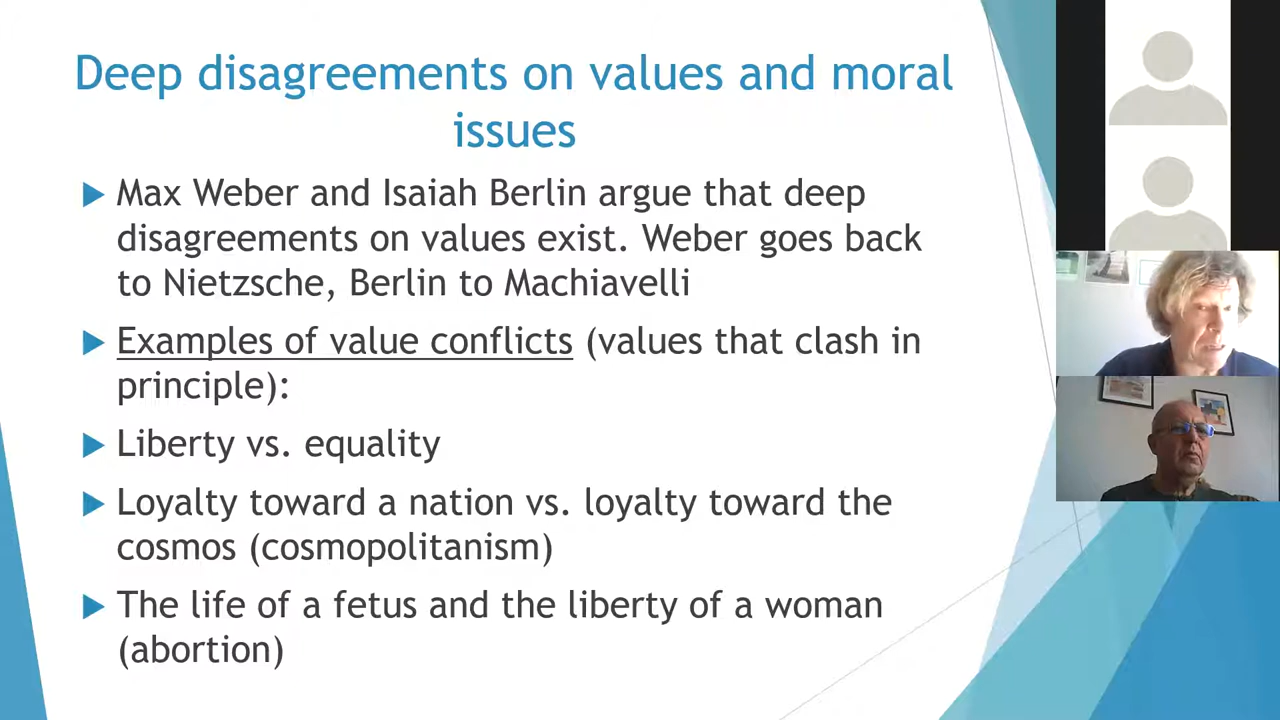 Deep disagreements on values and moral
issues
Max Weber and Isaiah Berlin argue that deep
disagreements on values exist. Weber goes back
to Nietzsche, Berlin to Machiavelli
Examples of value conflicts (values that clash in
principle):
Liberty vs. equality
Loyalty toward a nation vs. loyalty toward the
cosmos (cosmopolitanism)
The life of a fetus and the liberty of a woman
(abortion)